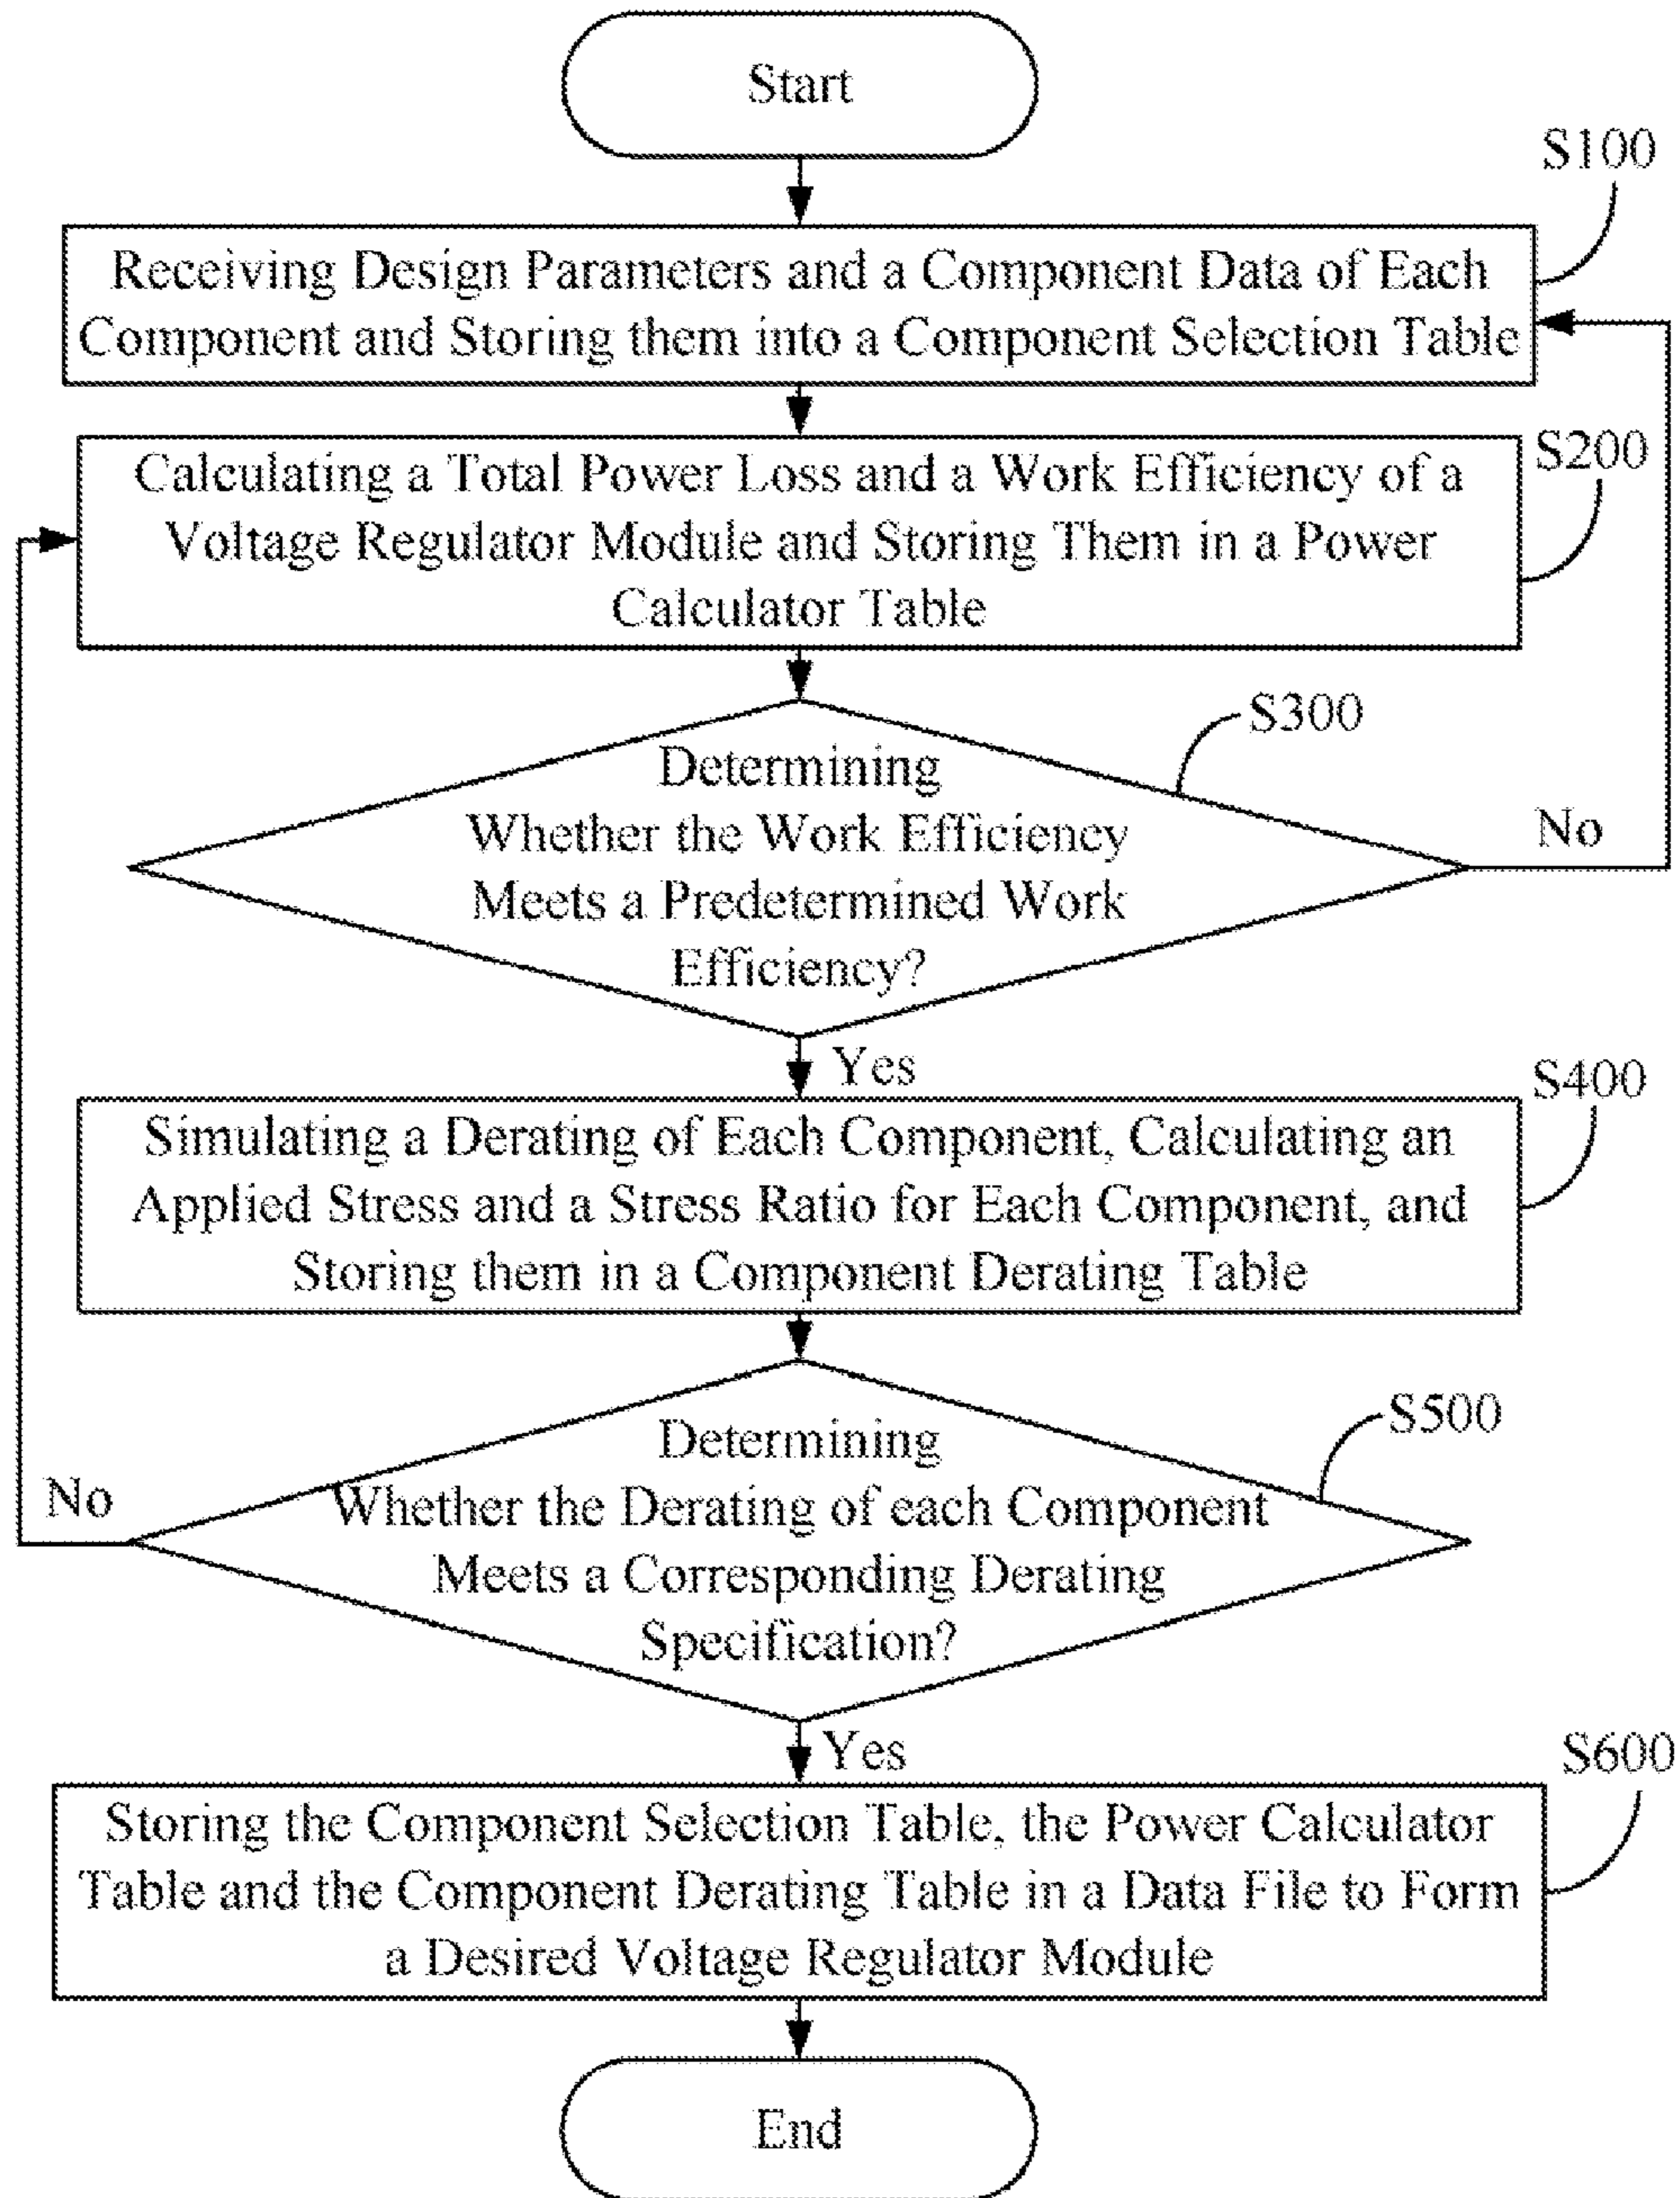 Start
S100
Receiving Design Parameters and a Component Data of Each
Component and Storing them into a Component Selection Table
S200
Calculating a Total Power Loss and a Work Efficiency of a
Voltage Regulator Module and Storing Them in a Power
Calculator Table
S300
Determining
Whether the Work Efficiency
Meets a Predetermined Work
Efficiency?
No
Yes
S400
Simulating a Derating of Each Component, Calculating an
Applied Stress and a Stress Ratio for Each Component, and
Storing them in a Component Derating Table
S500
Determining
Whether the Derating of each Component
Meets a Corresponding Derating
Specification?
No
Yes
S600
Storing the Component Selection Table, the Power Calculator
Table and the Component Derating Table in a Data File to Form
a Desired Voltage Regulator Module
End